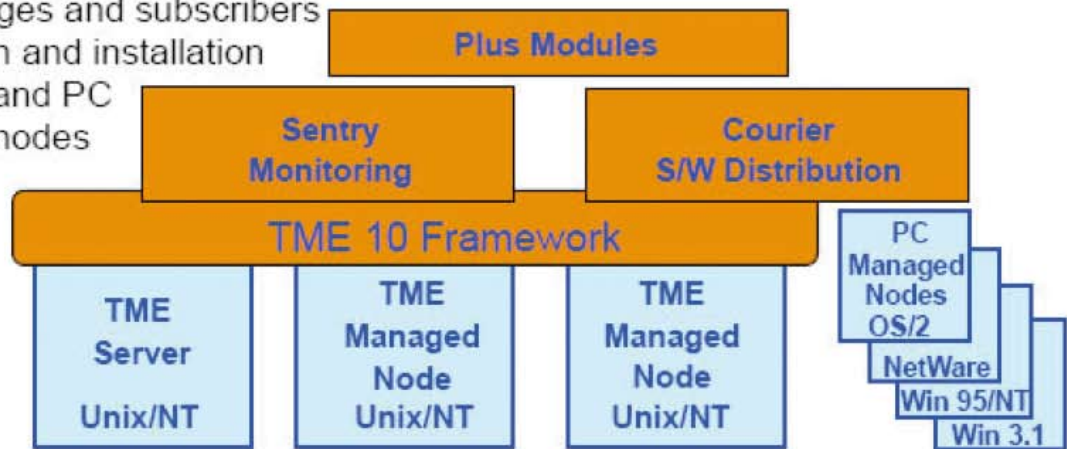 and subscribers
and installation
and PC
Plus Modules
Sentry
Monitoring
Courier
S/W Distribution
TME 10 Framework
TME
Server
Unix/NT
TME
Managed
Node
Unix/NT
TME
Managed
Node
Unix/NT
PC
Managed
Nodes
OS/2
NetWare
Win 95/NT
Win 3.1